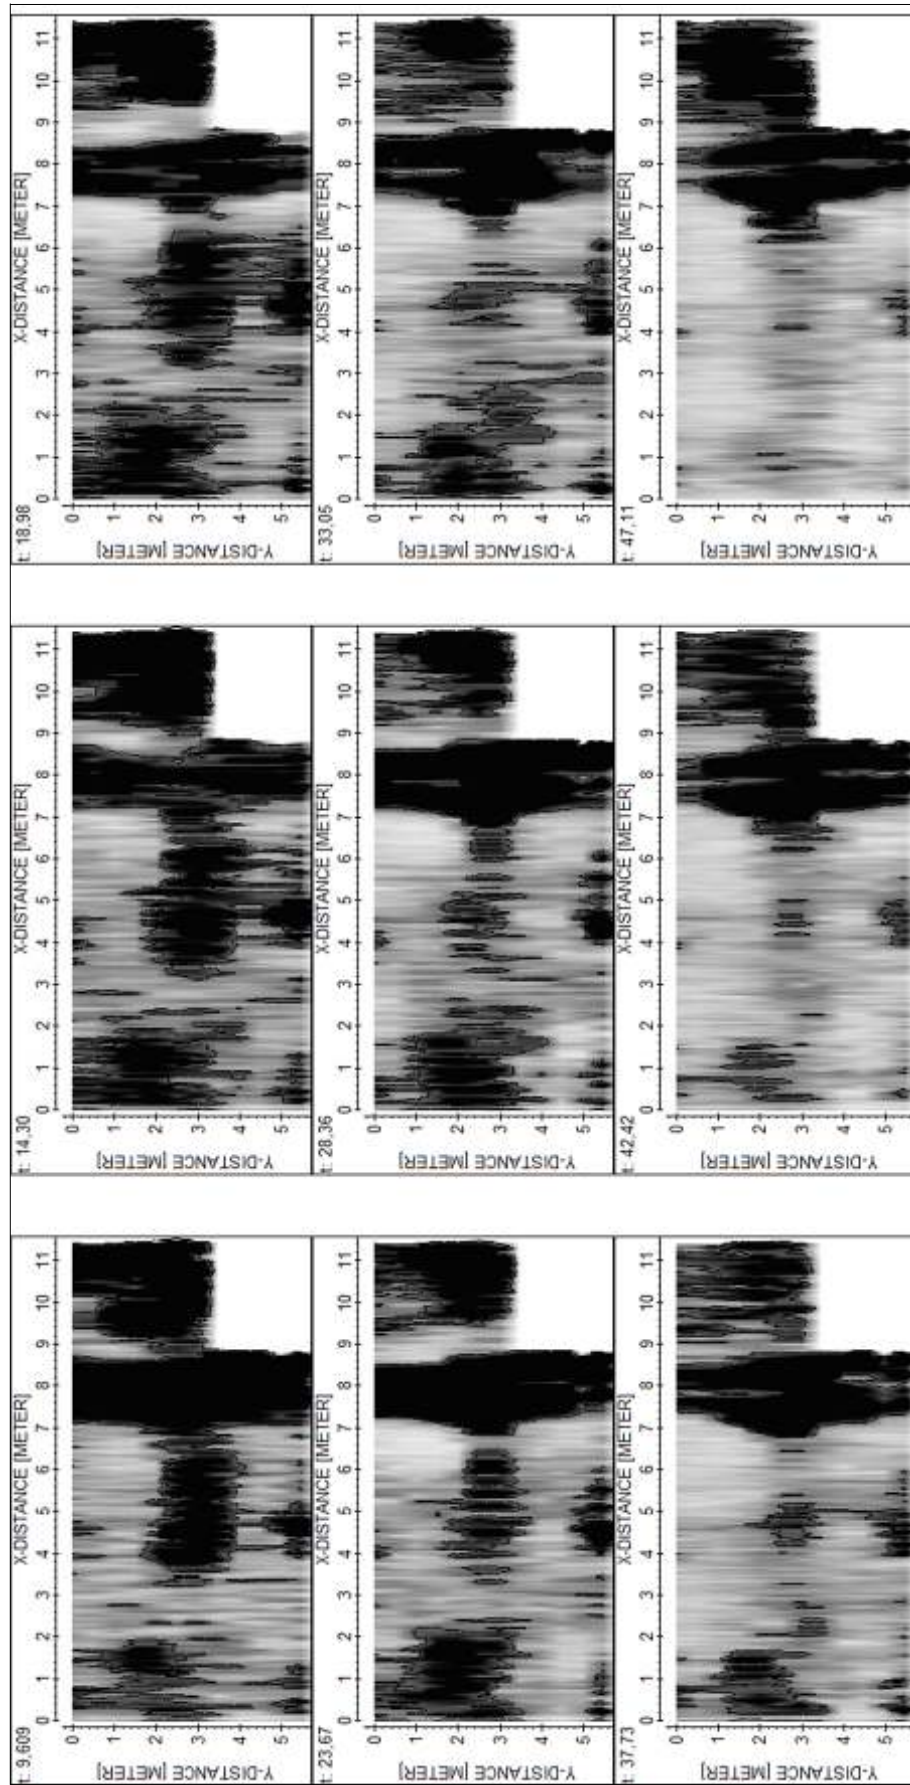 t: 9,609
X-DISTANCE [METER]
0 1 2 3 4 5 6 7 8 9 10 11
Y-DISTANCE [METER]
0
1
2
3
4
5
t: 14,30
X-DISTANCE [METER]
0 1 2 3 4 5 6 7 8 9 10 11
Y-DISTANCE [METER]
0
1
2
3
4
5
t: 18,98
X-DISTANCE [METER]
0 1 2 3 4 5 6 7 8 9 10 11
Y-DISTANCE [METER]
0
1
2
3
4
5
t: 23,67
X-DISTANCE [METER]
0 1 2 3 4 5 6 7 8 9 10 11
Y-DISTANCE [METER]
0
1
2
3
4
5
t: 28,36
X-DISTANCE [METER]
0 1 2 3 4 5 6 7 8 9 10 11
Y-DISTANCE [METER]
0
1
2
3
4
5
t: 33,05
X-DISTANCE [METER]
0 1 2 3 4 5 6 7 8 9 10 11
Y-DISTANCE [METER]
0
1
2
3
4
5
t: 37,73
X-DISTANCE [METER]
0 1 2 3 4 5 6 7 8 9 10 11
Y-DISTANCE [METER]
0
1
2
3
4
5
t: 42,42
X-DISTANCE [METER]
0 1 2 3 4 5 6 7 8 9 10 11
Y-DISTANCE [METER]
0
1
2
3
4
5
t: 47,11
X-DISTANCE [METER]
0 1 2 3 4 5 6 7 8 9 10 11
Y-DISTANCE [METER]
0
1
2
3
4
5